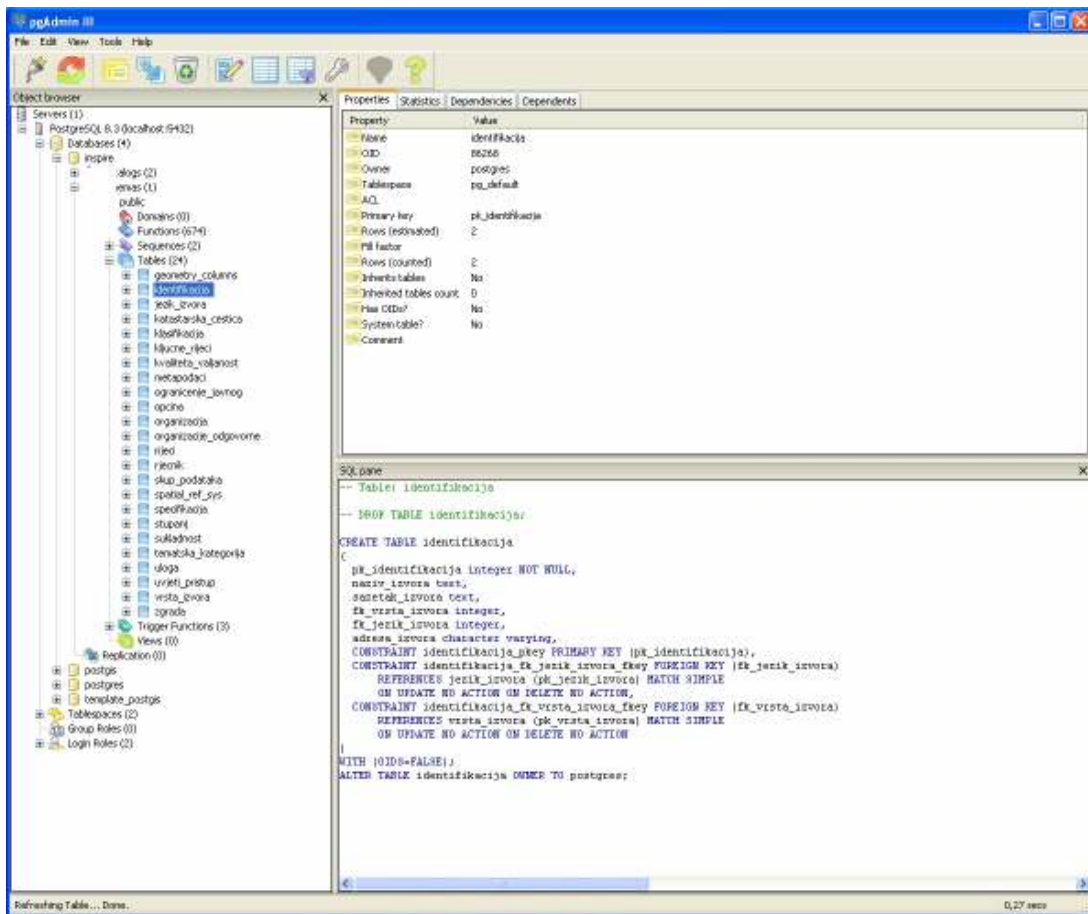 pgAdmin III
File Edit View Tools Help
Object browser
Servers (1)
PostgreSQL 8.3 (localhost:5432)
Databases (4)
inspire
alogs (2)
emas (1)
public
Domains (0)
Functions (674)
Sequences (2)
Tables (24)
geometry_columns
identifikacija
jezik_izvora
katastarska_cestica
klasifikacija
kljucne_rijeci
kvaliteta_valjanost
metapodaci
ogranicenje_javnog
opcina
organizacija
organizacije_odgovorne
rijeci
rjecnik
skup_podataka
spatial_ref_sys
specifikacija
stupanj
sukladnost
tematska_kategorija
uloga
uvjeti_pristup
vrsta_izvora
zgrada
Trigger Functions (3)
Views (0)
Replication (0)
postgis
postgres
template_postgis
Tablespaces (2)
Group Roles (0)
Login Roles (2)
Properties Statistics Dependencies Dependents
Property Value
Name identifikacija
OID 86268
Owner postgres
Tablespace pg_default
ACL
Primary key pk_identifikacija
Rows (estimated) 2
Fill factor
Rows (counted) 2
Inherits tables No
Inherited tables count 0
Has OIDs? No
System table? No
Comment
SQL pane
-- Table: identifikacija
-- DROP TABLE identifikacija;
CREATE TABLE identifikacija
(
pk_identifikacija integer NOT NULL,
naziv_izvora text,
sazetak_izvora text,
fk_vrsta_izvora integer,
fk_jezik_izvora integer,
adresa_izvora character varying,
CONSTRAINT identifikacija_pkey PRIMARY KEY (pk_identifikacija),
CONSTRAINT identifikacija_fk_jezik_izvora_fkey FOREIGN KEY (fk_jezik_izvora)
REFERENCES jezik_izvora (pk_jezik_izvora) MATCH SIMPLE
ON UPDATE NO ACTION ON DELETE NO ACTION,
CONSTRAINT identifikacija_fk_vrsta_izvora_fkey FOREIGN KEY (fk_vrsta_izvora)
REFERENCES vrsta_izvora (pk_vrsta_izvora) MATCH SIMPLE
ON UPDATE NO ACTION ON DELETE NO ACTION
)
WITH (OIDS=FALSE);
ALTER TABLE identifikacija OWNER TO postgres;
Refreshing Table... Done.
0,27 secs